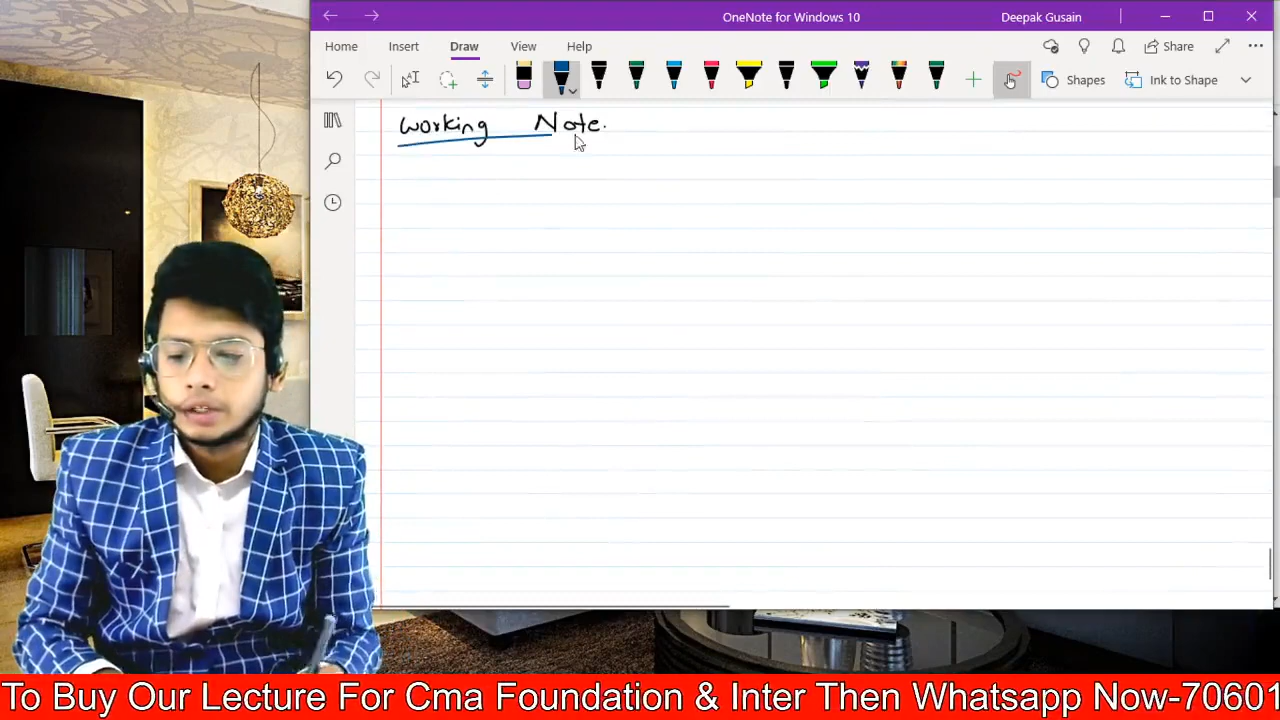 OneNote for Windows 10
Deepak Gusain
Home Insert Draw View Help
Share
Shapes
Ink to Shape
Working Note.
To Buy Our Lecture For Cma Foundation & Inter Then Whatsapp Now-70601